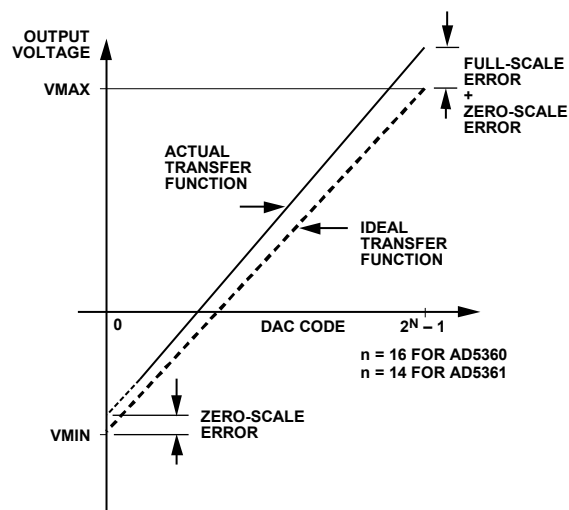 OUTPUT
VOLTAGE
VMAX
FULL-SCALE
ERROR
+
ZERO-SCALE
ERROR
ACTUAL
TRANSFER
FUNCTION
IDEAL
TRANSFER
FUNCTION
0
DAC CODE
2ᴺ – 1
n = 16 FOR AD5360
n = 14 FOR AD5361
ZERO-SCALE
ERROR
VMIN